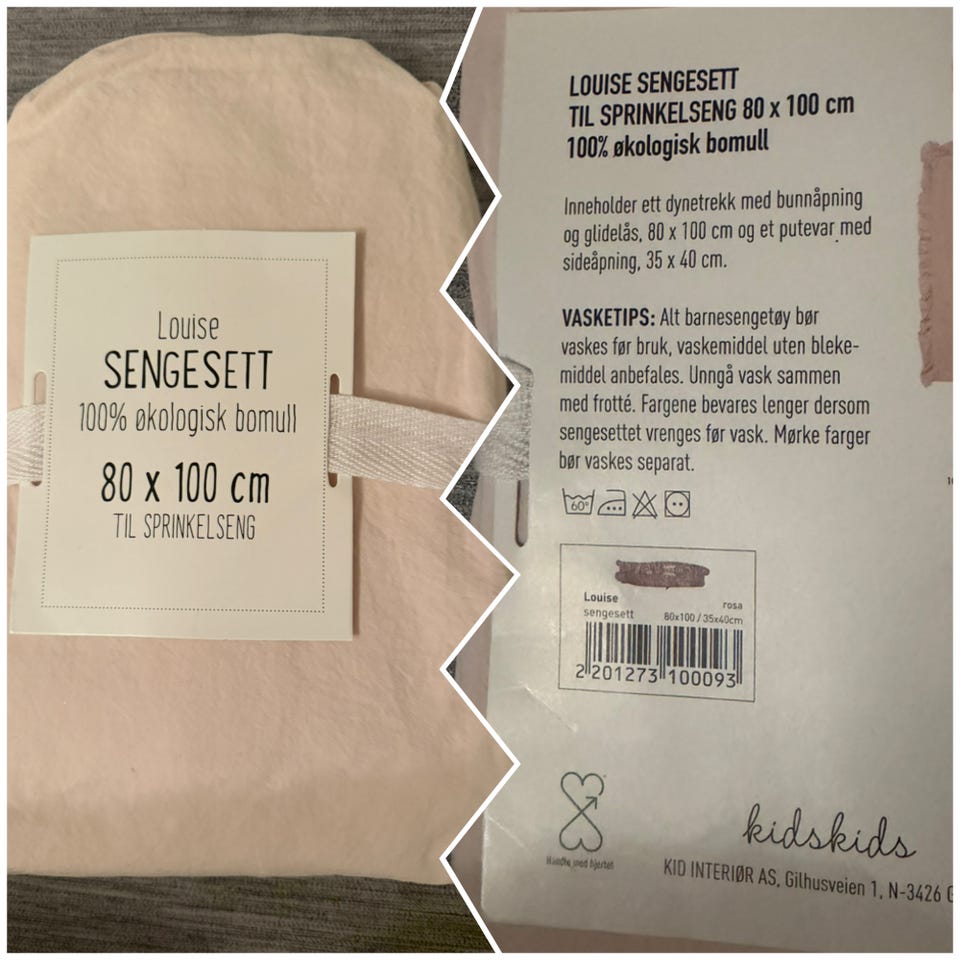 Louise
SENGESETT
100% økologisk bomull
80 x 100 cm
TIL SPRINKELSENG
LOUISE SENGESETT
TIL SPRINKELSENG 80 x 100 cm
100% økologisk bomull
Inneholder ett dynetrekk med bunnåpning
og glidelås, 80 x 100 cm og et putevar med
sideåpning, 35 x 40 cm.
VASKETIPS: Alt barnesengetøy bør
vaskes før bruk, vaskemiddel uten bleke-
middel anbefales. Unngå vask sammen
med frotté. Fargene bevares lenger dersom
sengesettet vrenges før vask. Mørke farger
bør vaskes separat.
60°
Louise rosa
sengesett 80x100 / 35x40cm
2 201273 100093
Handle med hjertet
kidskids
KID INTERIØR AS, Gilhusveien 1, N-3426